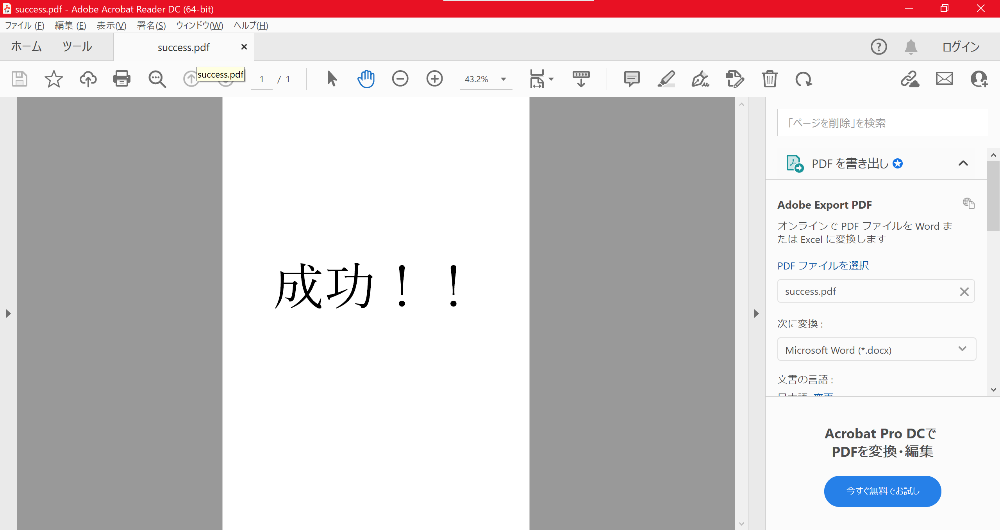 success.pdf - Adobe Acrobat Reader DC (64-bit)
ファイル (F) 編集 (E) 表示(V) 署名(S) ウィンドウ(W) ヘルプ(H)
ホーム ツール success.pdf ログイン
success.pdf 1 / 1 43.2%
「ページを削除」を検索
PDF を書き出し
Adobe Export PDF
オンラインで PDF ファイルを Word ま
たは Excel に変換します
PDF ファイルを選択
success.pdf
次に変換 :
Microsoft Word (*.docx)
文書の言語 :
日本語 変更
成功！！
Acrobat Pro DCで
PDFを変換・編集
今すぐ無料でお試し